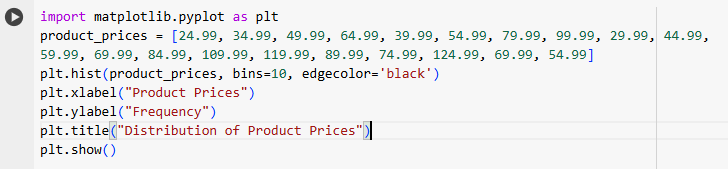 import matplotlib.pyplot as plt
product_prices = [24.99, 34.99, 49.99, 64.99, 39.99, 54.99, 79.99, 99.99, 29.99, 44.99,
59.99, 69.99, 84.99, 109.99, 119.99, 89.99, 74.99, 124.99, 69.99, 54.99]
plt.hist(product_prices, bins=10, edgecolor='black')
plt.xlabel("Product Prices")
plt.ylabel("Frequency")
plt.title("Distribution of Product Prices")
plt.show()